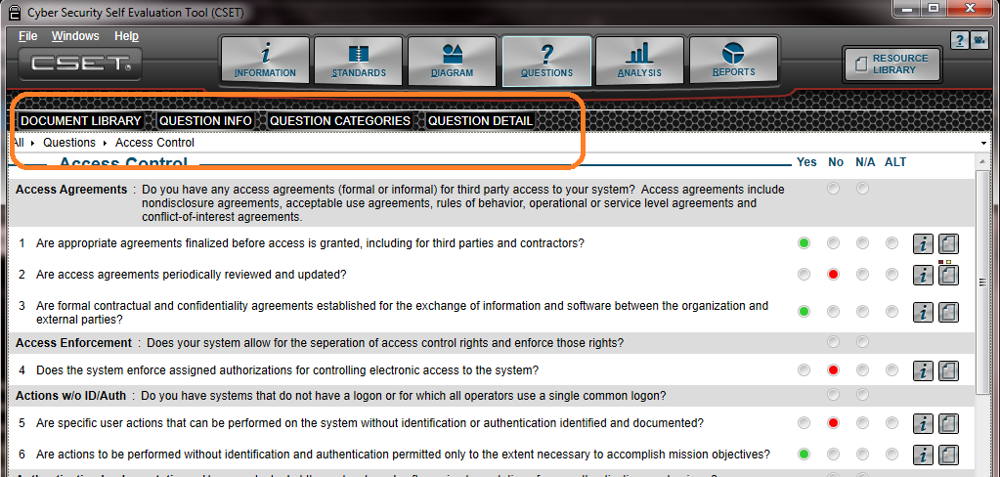 Cyber Security Self Evaluation Tool (CSET)
File Windows Help
CSET
INFORMATION
STANDARDS
DIAGRAM
QUESTIONS
ANALYSIS
REPORTS
RESOURCE
LIBRARY
DOCUMENT LIBRARY QUESTION INFO QUESTION CATEGORIES QUESTION DETAIL
All Questions Access Control
Access Control Yes No N/A ALT
Access Agreements : Do you have any access agreements (formal or informal) for third party access to your system? Access agreements include
nondisclosure agreements, acceptable use agreements, rules of behavior, operational or service level agreements and
conflict-of-interest agreements.
1 Are appropriate agreements finalized before access is granted, including for third parties and contractors?
2 Are access agreements periodically reviewed and updated?
3 Are formal contractual and confidentiality agreements established for the exchange of information and software between the organization and
external parties?
Access Enforcement : Does your system allow for the seperation of access control rights and enforce those rights?
4 Does the system enforce assigned authorizations for controlling electronic access to the system?
Actions w/o ID/Auth : Do you have systems that do not have a logon or for which all operators use a single common logon?
5 Are specific user actions that can be performed on the system without identification or authentication identified and documented?
6 Are actions to be performed without identification and authentication permitted only to the extent necessary to accomplish mission objectives?